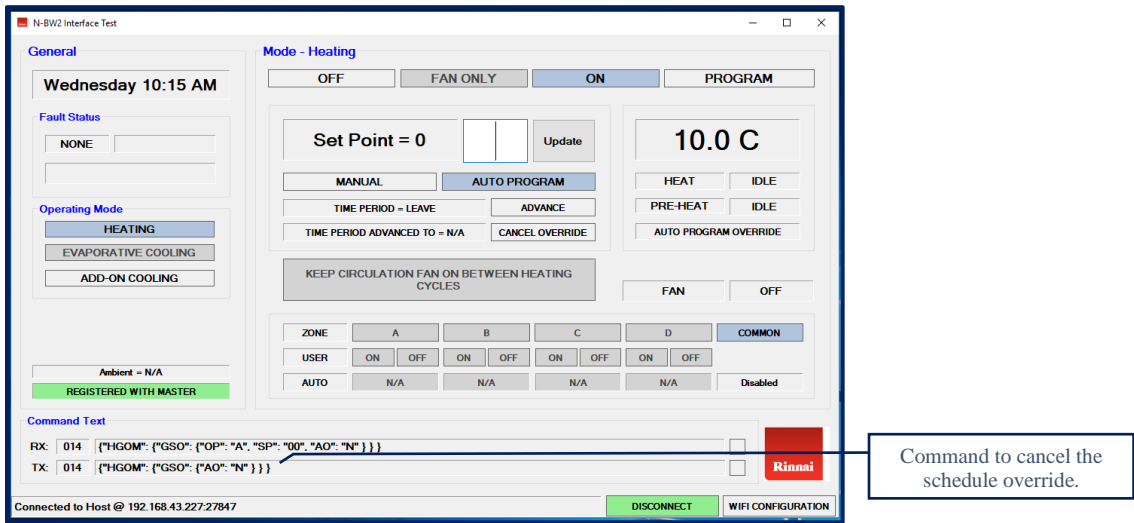 N-BW2 Interface Test
General
Wednesday 10:15 AM
Fault Status
NONE
Operating Mode
HEATING
EVAPORATIVE COOLING
ADD-ON COOLING
Ambient = N/A
REGISTERED WITH MASTER
Mode - Heating
OFF FAN ONLY ON PROGRAM
Set Point = 0 Update
MANUAL AUTO PROGRAM
TIME PERIOD = LEAVE ADVANCE
TIME PERIOD ADVANCED TO = N/A CANCEL OVERRIDE
10.0 C
HEAT IDLE
PRE-HEAT IDLE
AUTO PROGRAM OVERRIDE
KEEP CIRCULATION FAN ON BETWEEN HEATING
CYCLES
FAN OFF
ZONE A B C D COMMON
USER ON OFF ON OFF ON OFF ON OFF
AUTO N/A N/A N/A N/A Disabled
Command Text
RX: 014 {"HGOM": {"GSO": {"OP": "A", "SP": "00", "AO": "N" } } }
TX: 014 {"HGOM": {"GSO": {"AO": "N" } } }
Rinnai
Connected to Host @ 192.168.43.227:27847 DISCONNECT WIFI CONFIGURATION
Command to cancel the
schedule override.